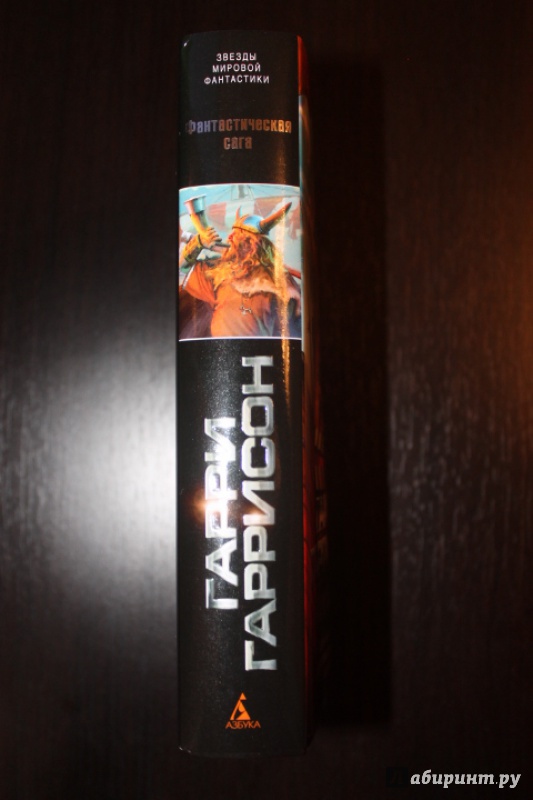 ЗВЕЗДЫ
МИРОВОЙ
ФАНТАСТИКИ
Фантастическая
сага
ГАРРИ
ГАРРИСОН
АЗБУКА
абиринт.ру